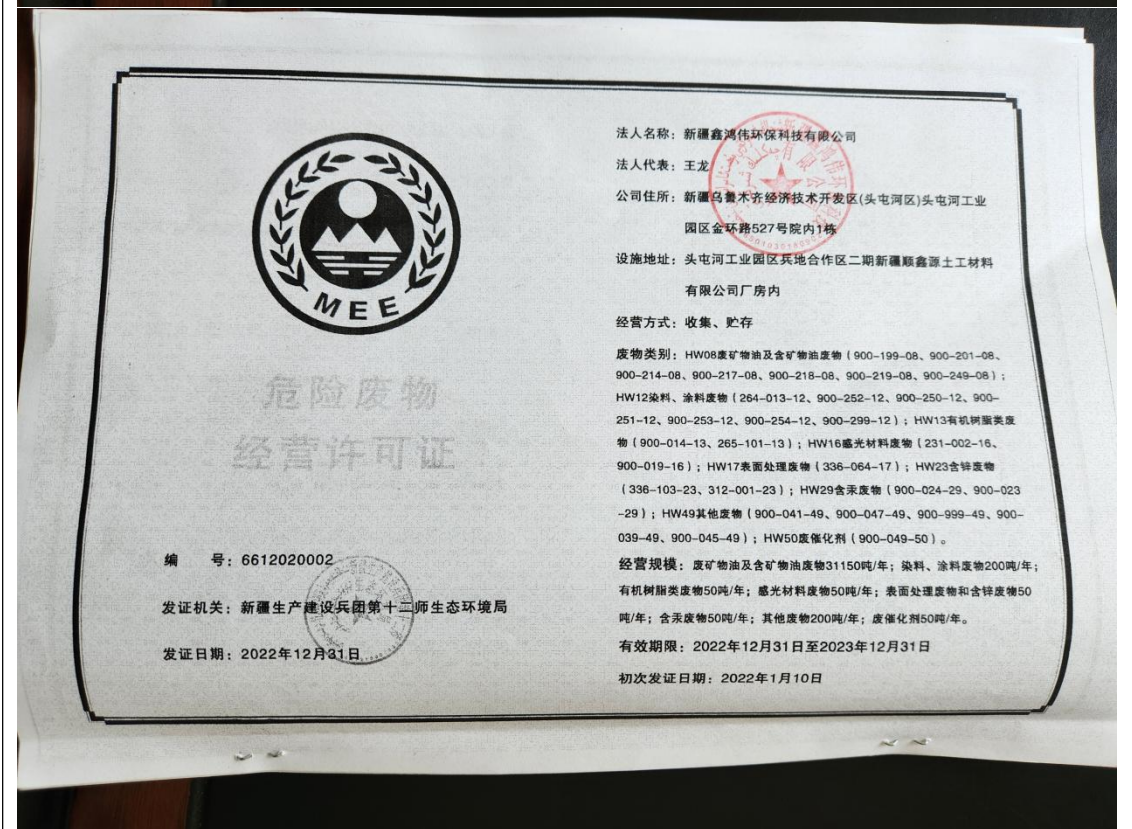 MEE
危险废物
经营许可证
编 号：6612020002
发证机关：新疆生产建设兵团第十二师生态环境局
发证日期：2022年12月31日
法人名称：新疆鑫鸿伟环保科技有限公司
法人代表：王龙
公司住所：新疆乌鲁木齐经济技术开发区(头屯河区)头屯河工业
园区金环路527号院内1栋
设施地址：头屯河工业园区兵地合作区二期新疆顺鑫源土工材料
有限公司厂房内
经营方式：收集、贮存
废物类别：HW08废矿物油及含矿物油废物（900-199-08、900-201-08、
900-214-08、900-217-08、900-218-08、900-219-08、900-249-08）；
HW12染料、涂料废物（264-013-12、900-252-12、900-250-12、900-
251-12、900-253-12、900-254-12、900-299-12）；HW13有机树脂类废
物（900-014-13、265-101-13）；HW16感光材料废物（231-002-16、
900-019-16）；HW17表面处理废物（336-064-17）；HW23含锌废物
（336-103-23、312-001-23）；HW29含汞废物（900-024-29、900-023
-29）；HW49其他废物（900-041-49、900-047-49、900-999-49、900-
039-49、900-045-49）；HW50废催化剂（900-049-50）。
经营规模：废矿物油及含矿物油废物31150吨/年；染料、涂料废物200吨/年；
有机树脂类废物50吨/年；感光材料废物50吨/年；表面处理废物和含锌废物50
吨/年；含汞废物50吨/年；其他废物200吨/年；废催化剂50吨/年。
有效期限：2022年12月31日至2023年12月31日
初次发证日期：2022年1月10日